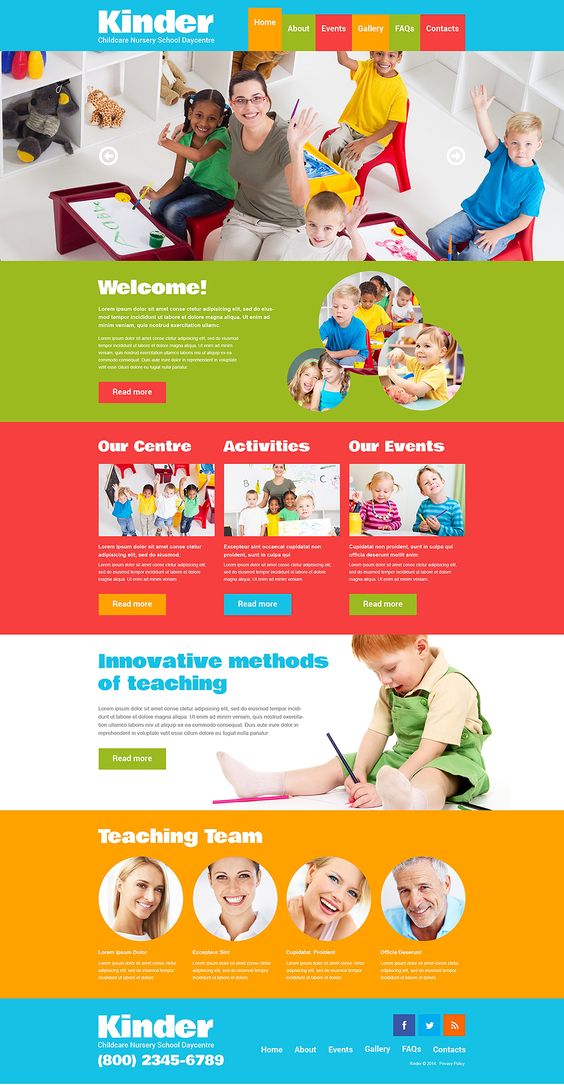 Kinder
Childcare Nursery School Daycentre
Home
About
Events
Gallery
FAQs
Contacts
Welcome!
Lorem ipsum dolor sit amet conse ctetur adipisicing elit, sed do eius-
mod tempor incididunt ut labore et dolore magna aliqua. Ut enim ad
minim veniam, quis nostrud exercitation ullamc.
Lorem ipsum dolor sit amet conse ctetur adipisicing elit, sed do eiusmod
tempor incididunt ut labore et dolore magna aliqua. Ut enim ad minim
veniam, quis nostrud exercitation ullamco laboris nisi ut aliquip ex ea
commodo consequat. Duis aute irure dolor in reprehenderit in voluptate
velit esse cillum dolore eu fugiat nulla pariatur.
Read more
Our Centre
Activities
Our Events
Lorem ipsum dolor sit amet conse ctetur
adipisicing elit, sed do eiusmod.
Lorem ipsum dolor sit amet conse ctetur
adipisicing elit, sed do eiusmod tempor
incididunt ut labore et dolore magna
aliqua. Ut enim ad minim veniam
Read more
Excepteur sint occaecat cupidatat non
proident, sunt in culpa qui
Lorem ipsum dolor sit amet conse ctetur
adipisicing elit, sed do eiusmod tempor
incididunt ut labore et dolore magna
aliqua. Ut enim ad minim veniam
Read more
Cupidatat non proident, sunt in culpa qui
officia deserunt mollit anim
Lorem ipsum dolor sit amet conse ctetur
adipisicing elit, sed do eiusmod tempor
incididunt ut labore et dolore magna
aliqua. Ut enim ad minim veniam
Read more
Innovative methods
of teaching
Lorem ipsum dolor sit amet conse ctetur adipisicing elit, sed do eiusmod tempor incidi-
dunt ut labore et dolore magna aliqua. Ut enim ad minim veniam, quis nostrud exercita-
tion ullamco laboris nisi ut aliquip ex ea commodo consequat. Duis aute irure dolor in
reprehenderit in voluptate velit esse cillum dolore eu fugiat nulla pariatur
Read more
Teaching Team
Lorem Ipsum Dolor
Lorem ipsum dolor sit amet conse ctetur
adipisicing elit, sed do eiusmod tempor
incididunt ut labore et dolore
Excepteur Sint
Lorem ipsum dolor sit amet conse ctetur
adipisicing elit, sed do eiusmod tempor
incididunt ut labore et dolore
Cupidatat Proident
Lorem ipsum dolor sit amet conse ctetur
adipisicing elit, sed do eiusmod tempor
incididunt ut labore et dolore
Officia Deserunt
Lorem ipsum dolor sit amet conse ctetur
adipisicing elit, sed do eiusmod tempor
incididunt ut labore et dolore
Kinder
Childcare Nursery School Daycentre
(800) 2345-6789
Home
About
Events
Gallery
FAQs
Contacts
Kinder © 2014. Privacy Policy